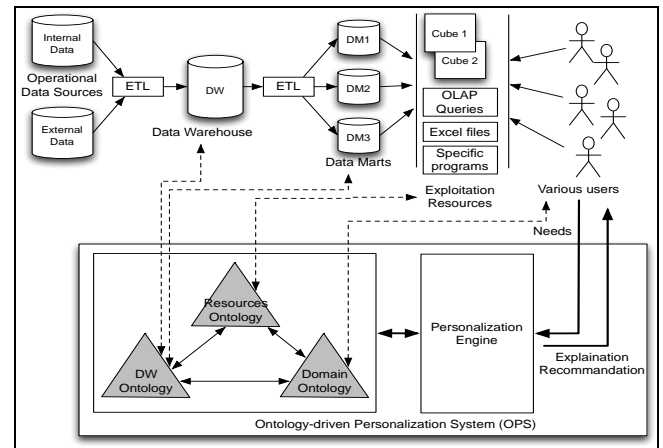 Internal
Data
Operational
Data Sources
External
Data
ETL
DW
Data Warehouse
ETL
DM1
DM2
DM3
Data Marts
Cube 1
Cube 2
OLAP
Queries
Excel files
Specific
programs
Exploitation
Resources
Various users
Needs
Resources
Ontology
DW
Ontology
Domain
Ontology
Personalization
Engine
Explaination
Recommandation
Ontology-driven Personalization System (OPS)